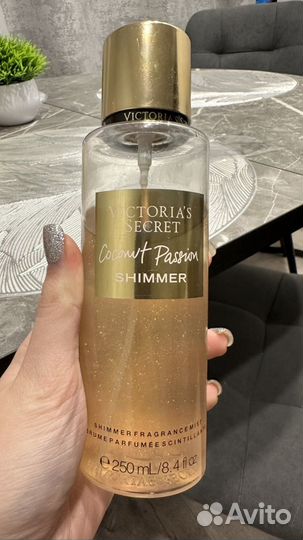 VICTORIA'S
VICTORIA'S
SECRET
Coconut Passion
SHIMMER
SHIMMER FRAGRANCE MIST
BRUME PARFUMÉE SCINTILLANTE
℮ 250 mL/8.4 fl oz
Avito